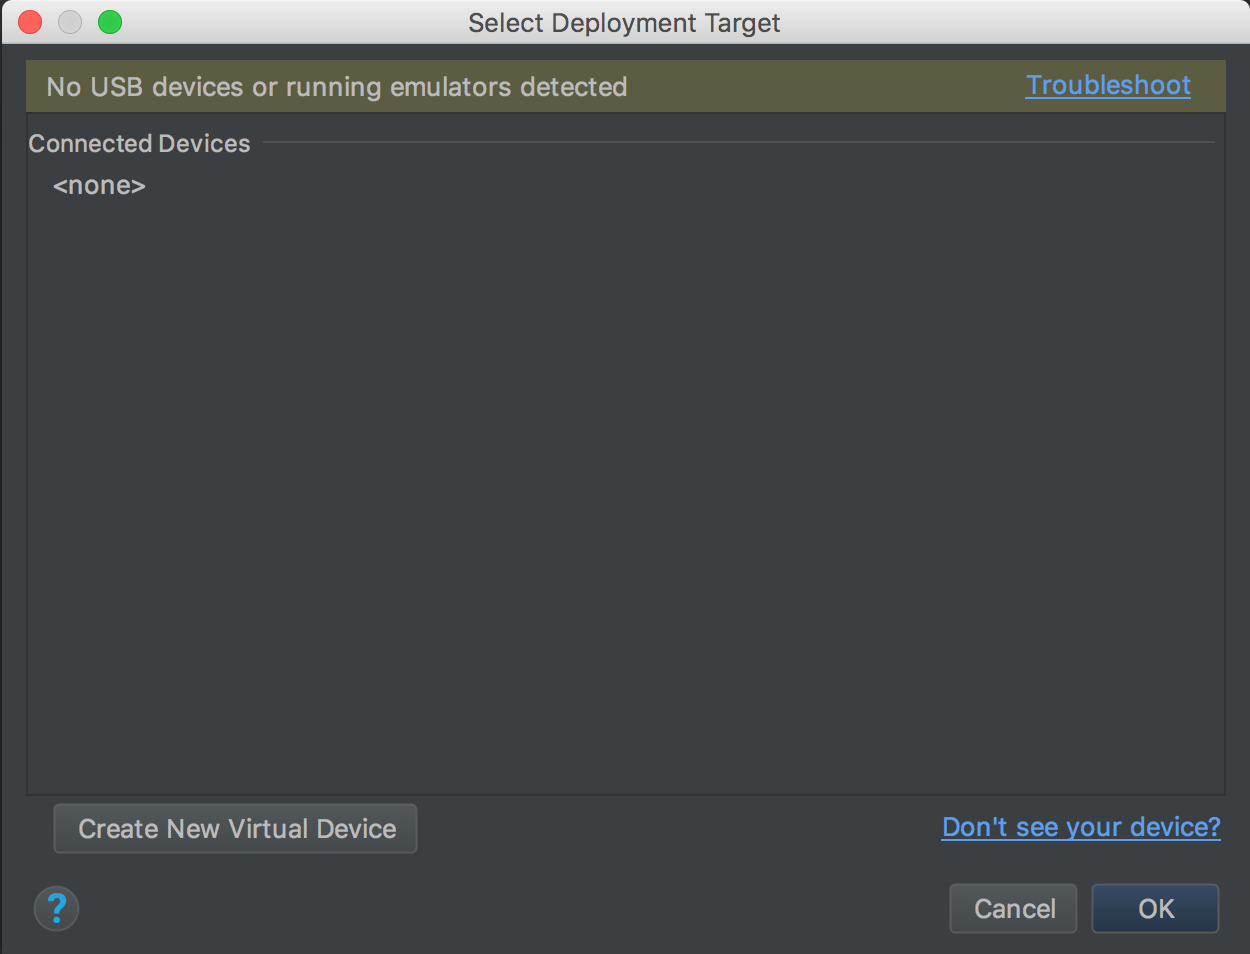 Select Deployment Target
No USB devices or running emulators detected
Troubleshoot
Connected Devices
<none>
Create New Virtual Device
Don't see your device?
?
Cancel
OK